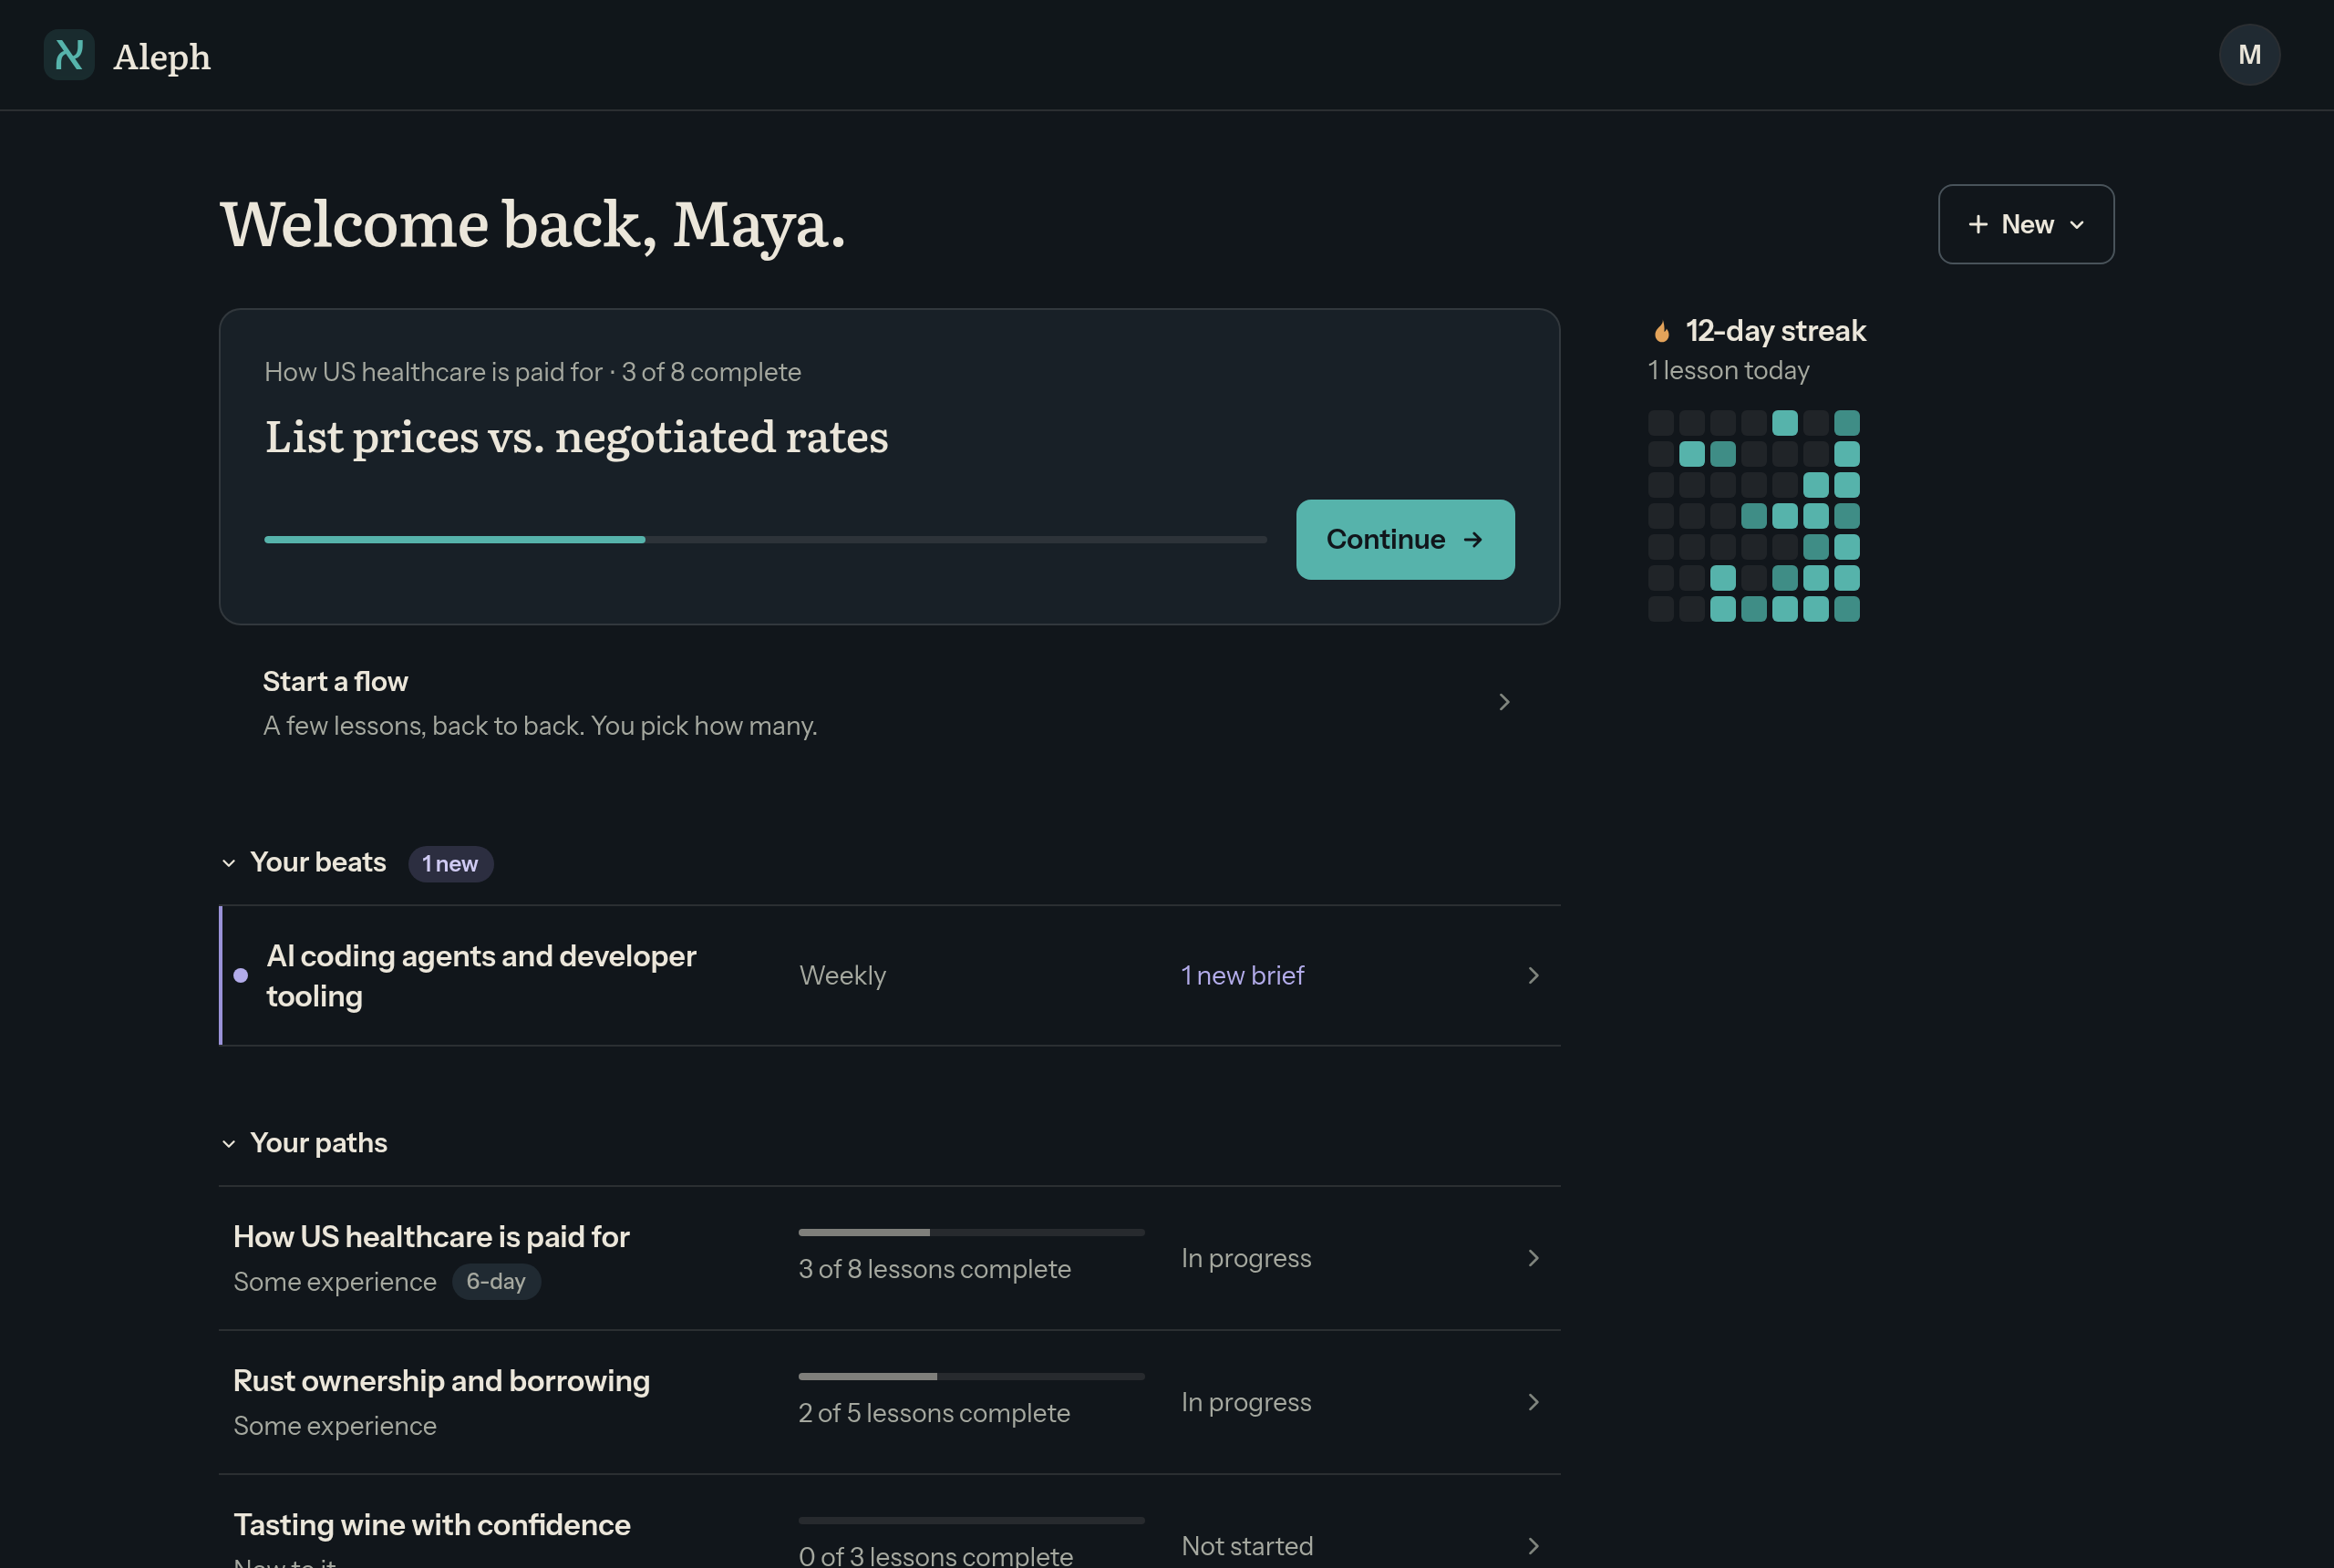 א Aleph
M
Welcome back, Maya.
+ New
How US healthcare is paid for · 3 of 8 complete
List prices vs. negotiated rates
Continue →
12-day streak
1 lesson today
Start a flow
A few lessons, back to back. You pick how many.
Your beats 1 new
AI coding agents and developer
tooling
Weekly
1 new brief
Your paths
How US healthcare is paid for
Some experience 6-day
3 of 8 lessons complete
In progress
Rust ownership and borrowing
Some experience
2 of 5 lessons complete
In progress
Tasting wine with confidence
New to it
0 of 3 lessons complete
Not started